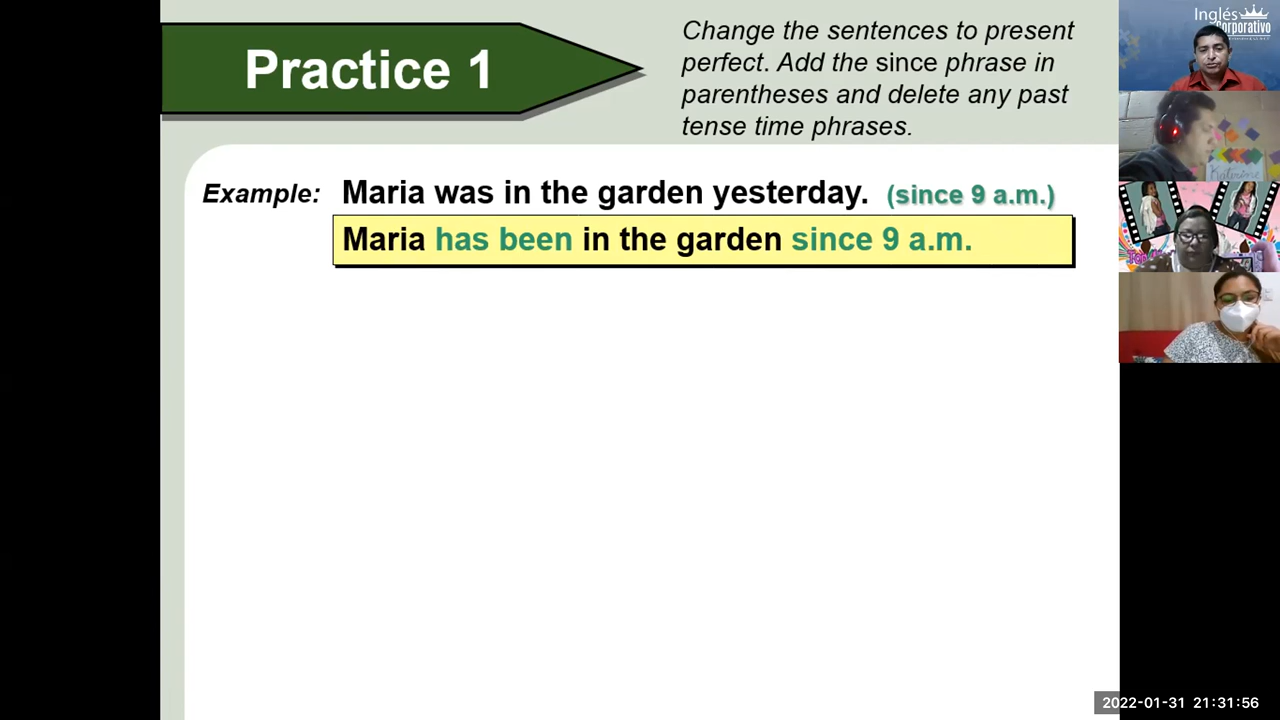 Practice 1
Change the sentences to present
perfect. Add the since phrase in
parentheses and delete any past
tense time phrases.
Example: Maria was in the garden yesterday. (since 9 a.m.)
Maria has been in the garden since 9 a.m.
Inglés
Corporativo
2022-01-31 21:31:56